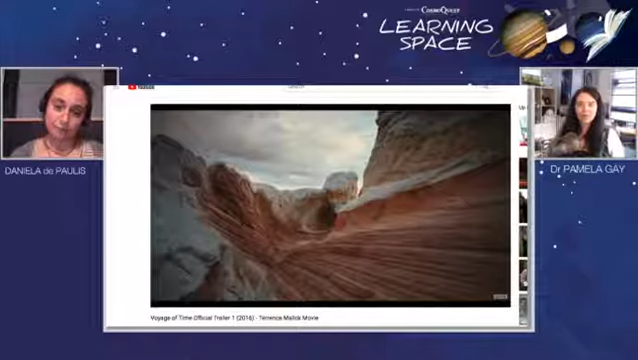 COSMOQUEST
LEARNING
SPACE
YouTube
DANIELA de PAULIS
Dr PAMELA GAY
Voyage of Time Official Trailer 1 (2016) - Terrence Malick Movie